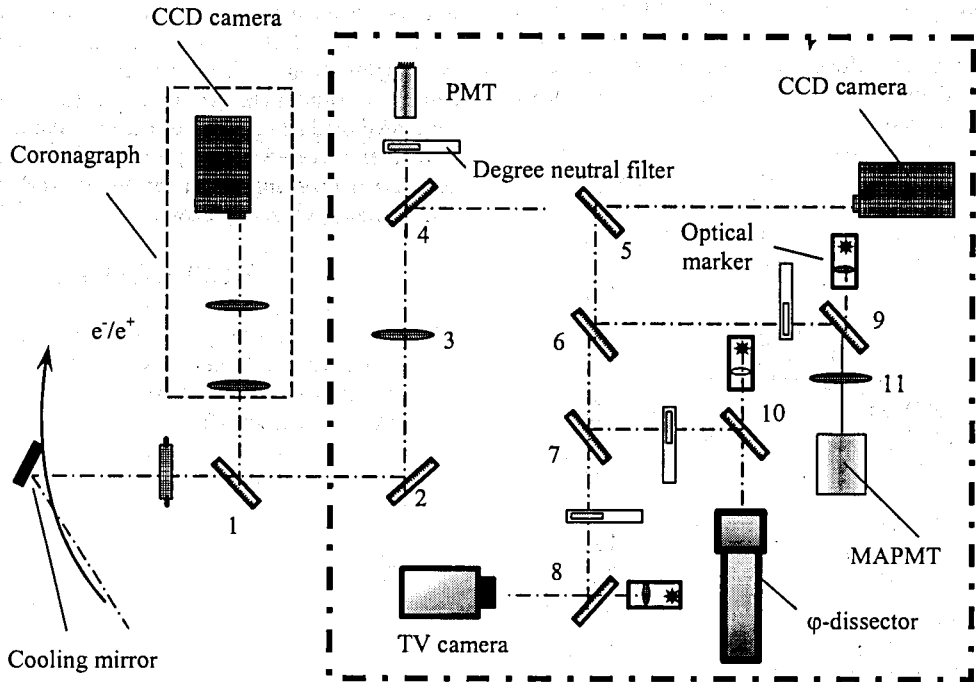 CCD camera
PMT
CCD camera
Coronagraph
Degree neutral filter
4
5
Optical
marker
e⁻/e⁺
3
6
9
11
10
7
1
2
8
MAPMT
TV camera
φ-dissector
Cooling mirror